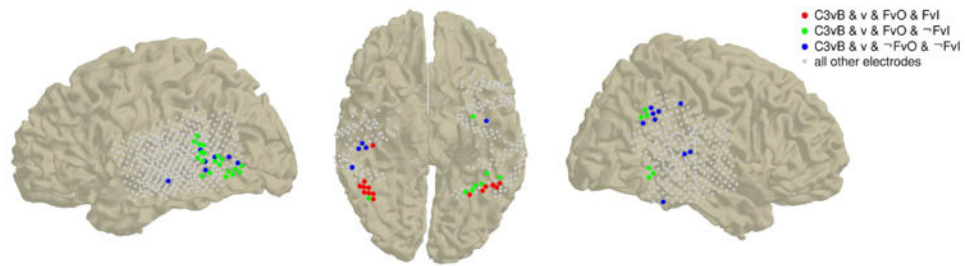 C3vB & v & FvO & FvI
C3vB & v & FvO & ¬FvI
C3vB & v & ¬FvO & ¬FvI
all other electrodes